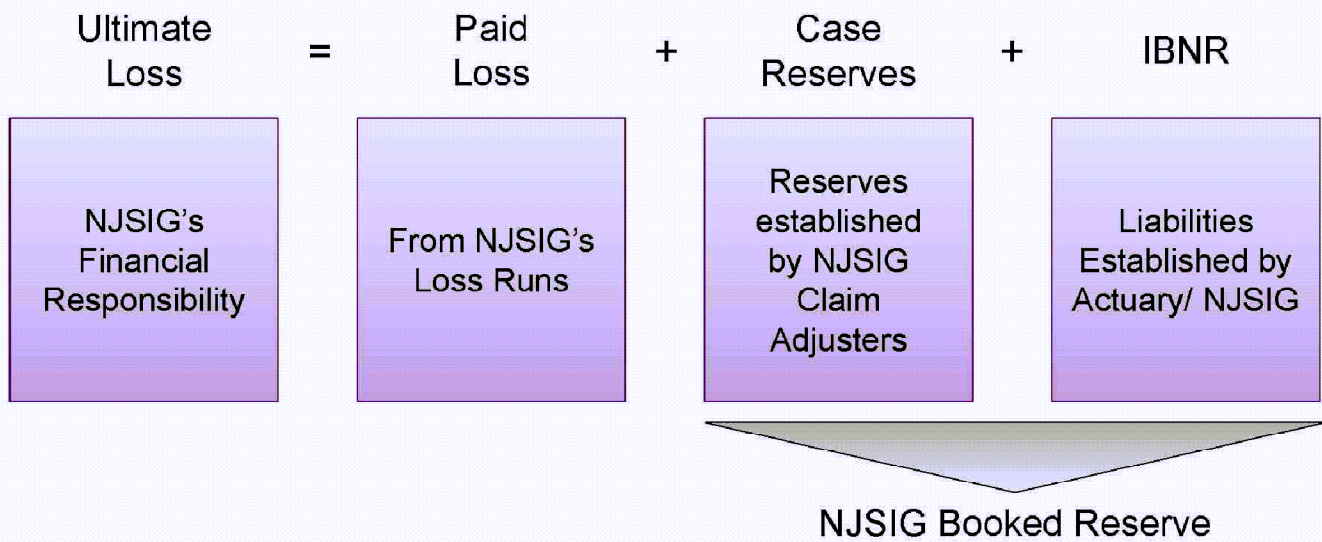 Ultimate
Loss
=
Paid
Loss
+
Case
Reserves
+
IBNR
NJSIG's
Financial
Responsibility
From NJSIG's
Loss Runs
Reserves
established
by NJSIG
Claim
Adjusters
Liabilities
Established by
Actuary/ NJSIG
NJSIG Booked Reserve